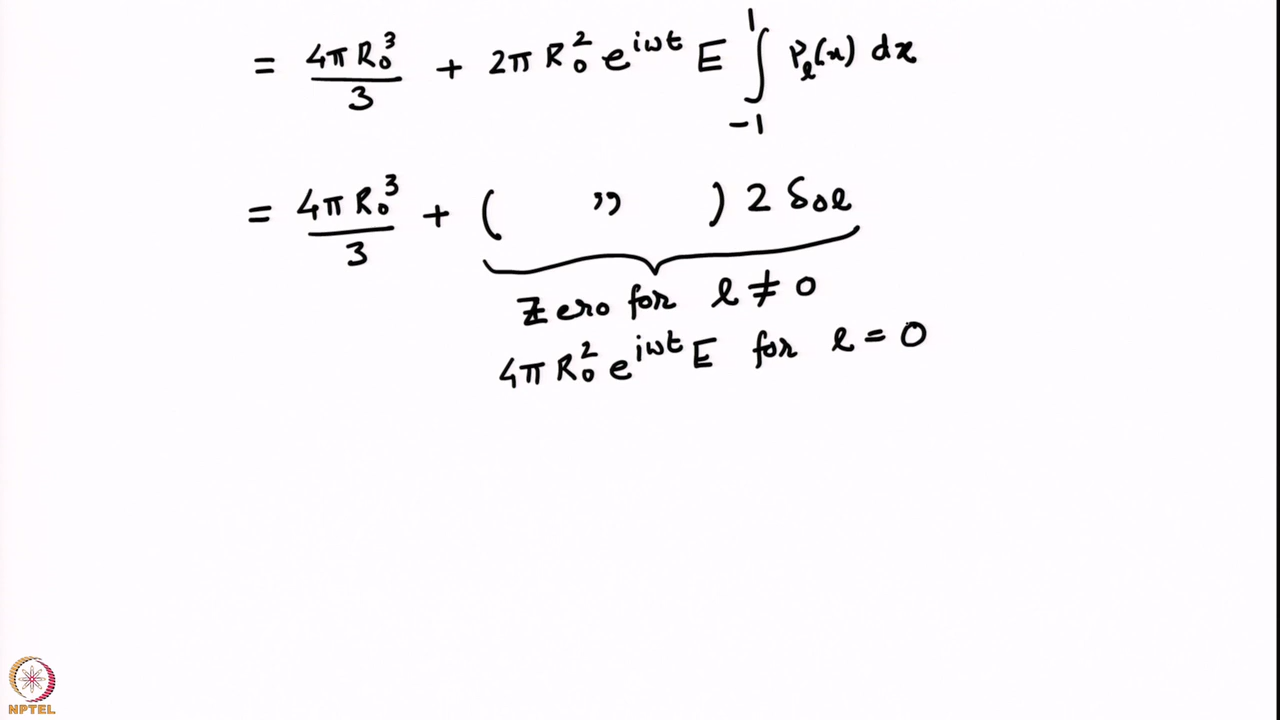 = 4πR₀³/3 + 2πR₀² e^{iωt} E ∫_{-1}^{1} P_l(x) dx
= 4πR₀³/3 + ( ,, ) 2 δ₀l
Zero for l ≠ 0
4πR₀² e^{iωt} E for l = 0
NPTEL